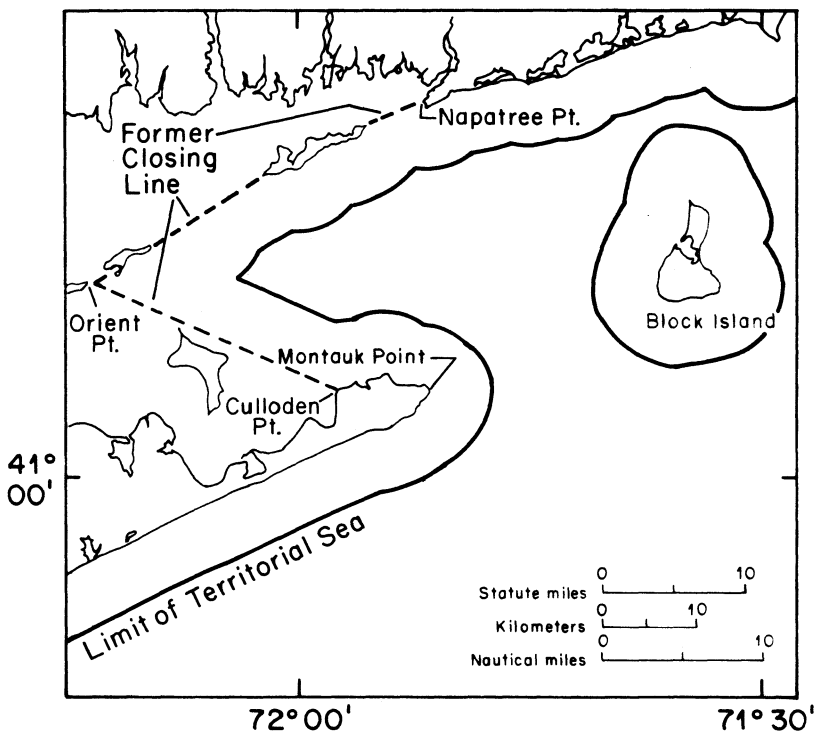 Former
Closing
Line
Napatree Pt.
Orient
Pt.
Block Island
Montauk Point
Culloden
Pt.
41°
00'
Limit of Territorial Sea
0 10
Statute miles
0 10
Kilometers
0 10
Nautical miles
72°00'
71°30'